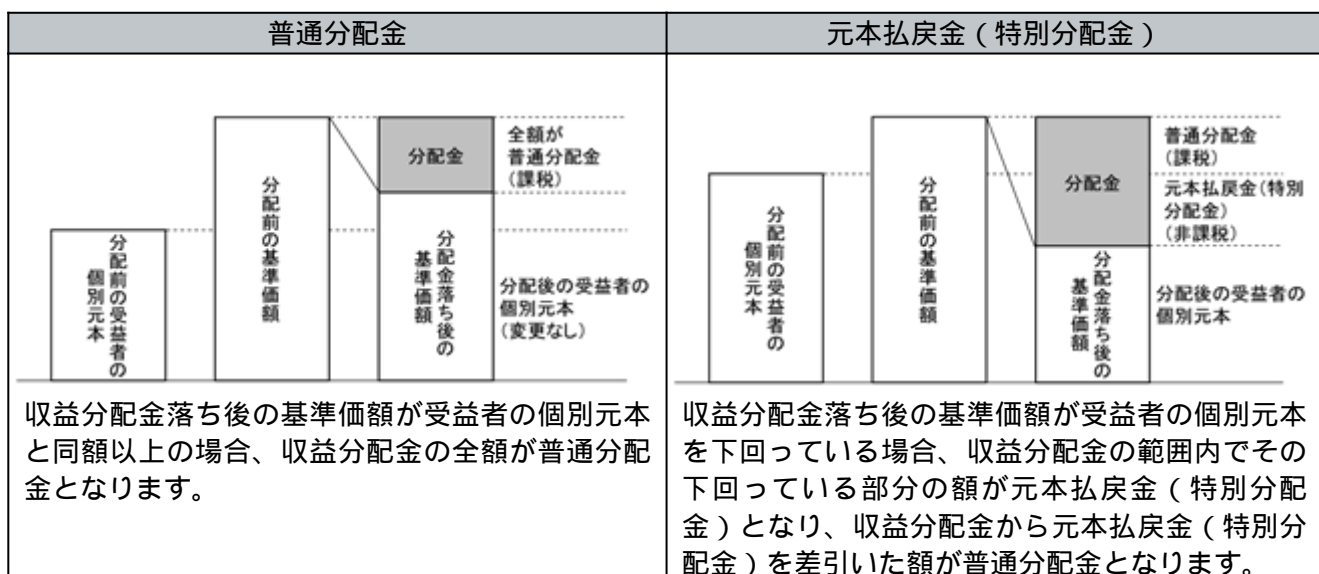 普通分配金
分配前の受益者の
個別元本
分配前の基準価額
分配金
分配金落ち後の
基準価額
全額が
普通分配金
(課税)
分配後の受益者の
個別元本
(変更なし)
収益分配金落ち後の基準価額が受益者の個別元本
と同額以上の場合、収益分配金の全額が普通分配
金となります。
元本払戻金(特別分配金)
分配前の受益者の
個別元本
分配前の基準価額
分配金
分配金落ち後の
基準価額
普通分配金
(課税)
元本払戻金(特別
分配金)
(非課税)
分配後の受益者の
個別元本
収益分配金落ち後の基準価額が受益者の個別元本
を下回っている場合、収益分配金の範囲内でその
下回っている部分の額が元本払戻金(特別分配
金)となり、収益分配金から元本払戻金(特別分
配金)を差引いた額が普通分配金となります。